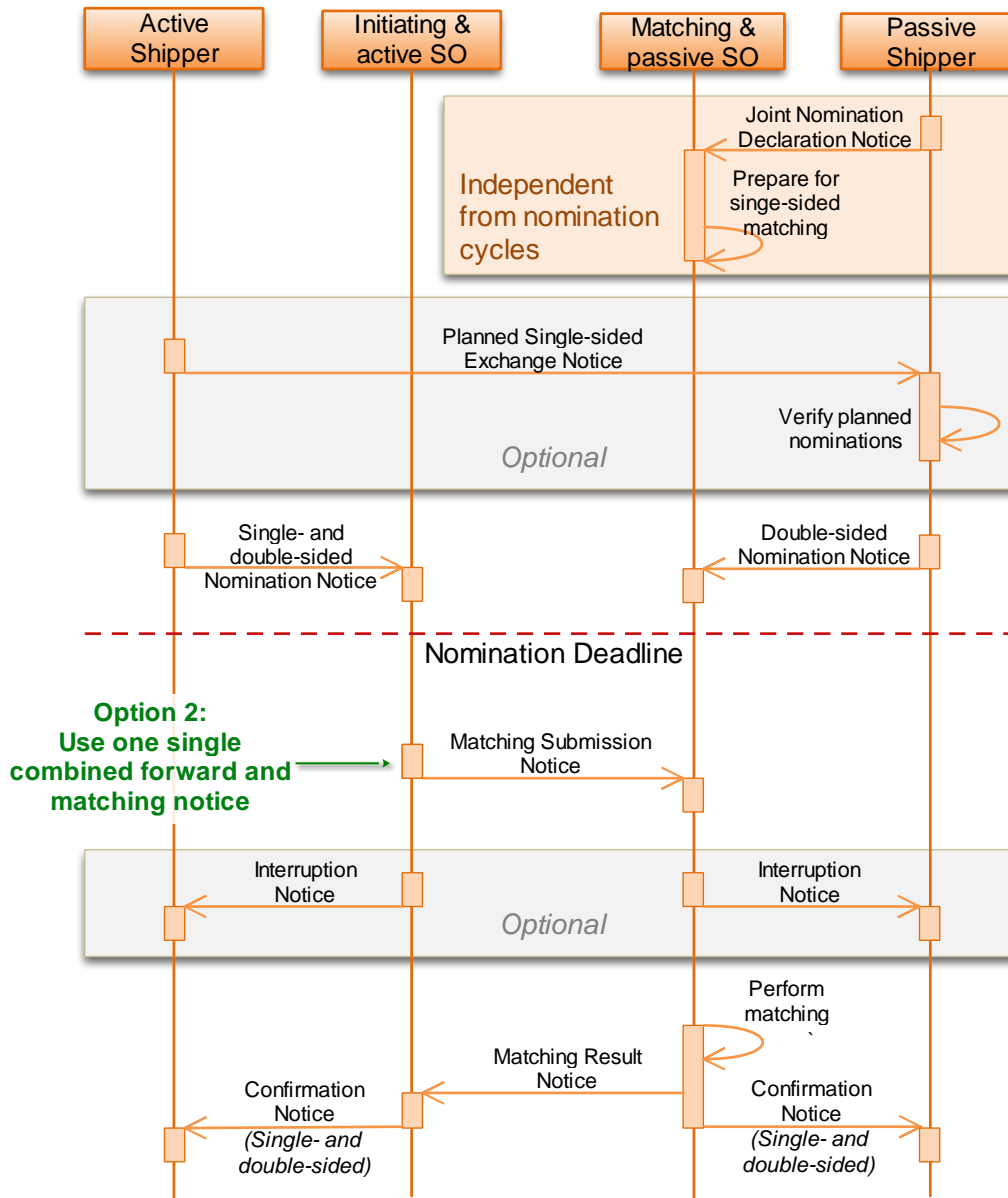 Active
Shipper
Initiating &
active SO
Matching &
passive SO
Passive
Shipper
Joint Nomination
Declaration Notice
Independent
from nomination
cycles
Prepare for
singe-sided
matching
Planned Single-sided
Exchange Notice
Verify planned
nominations
Optional
Single- and
double-sided
Nomination Notice
Double-sided
Nomination Notice
Nomination Deadline
Option 2:
Use one single
combined forward and
matching notice
Matching Submission
Notice
Interruption
Notice
Interruption
Notice
Optional
Perform
matching
`
Matching Result
Notice
Confirmation
Notice
(Single- and
double-sided)
Confirmation
Notice
(Single- and
double-sided)